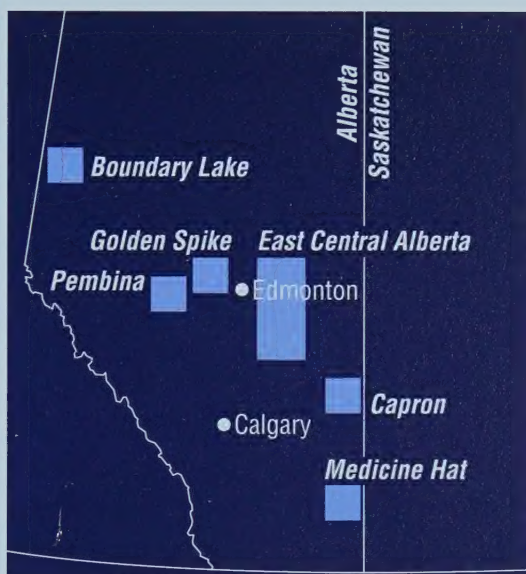 Alberta
Saskatchewan
Boundary Lake
Golden Spike
East Central Alberta
Pembina
Edmonton
Capron
Calgary
Medicine Hat